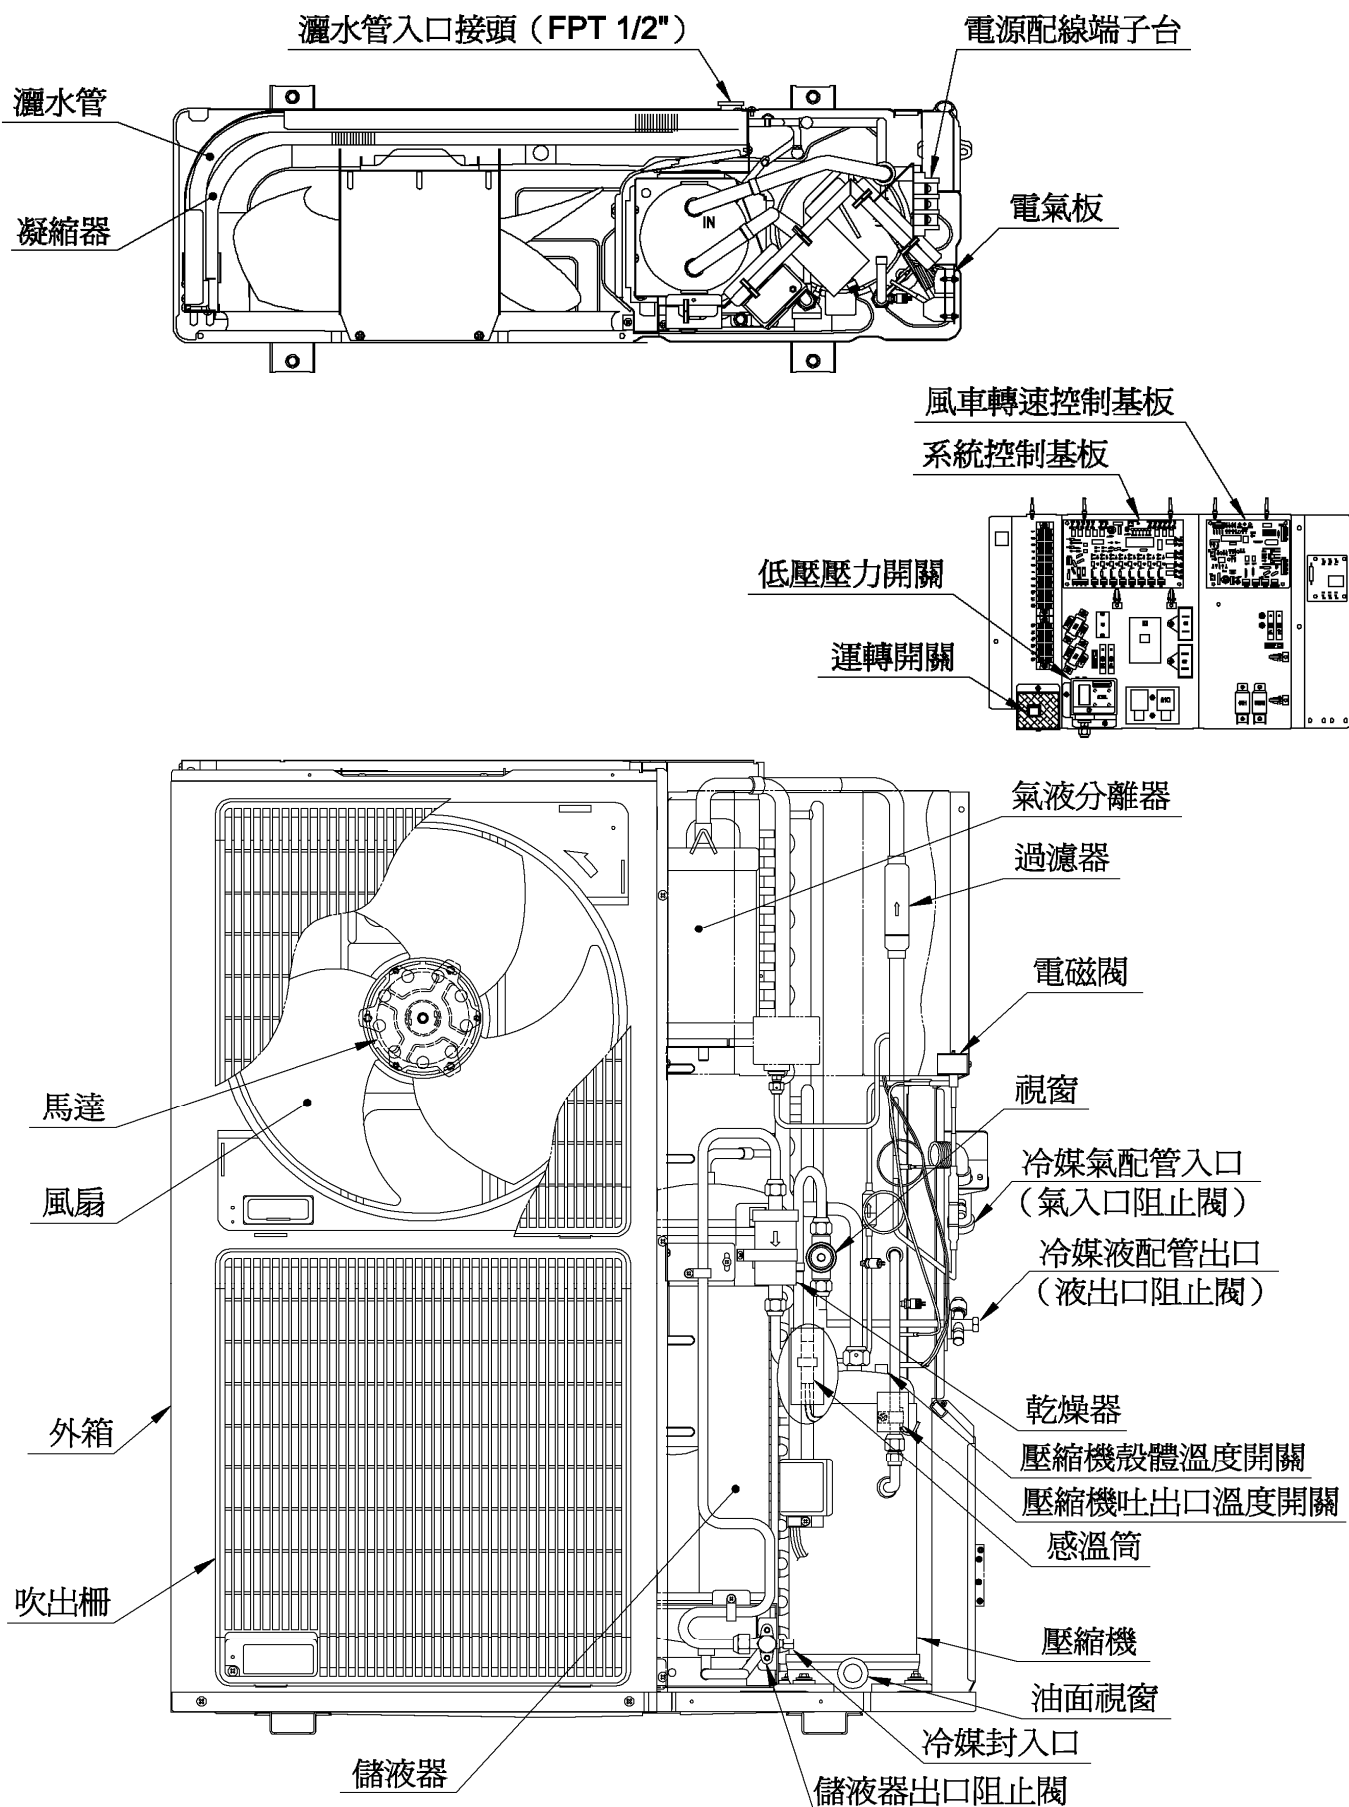 灑水管入口接頭（FPT 1/2"）
電源配線端子台
灑水管
凝縮器
IN
電氣板
風車轉速控制基板
系統控制基板
低壓壓力開關
運轉開關
氣液分離器
過濾器
電磁閥
視窗
馬達
冷媒氣配管入口
（氣入口阻止閥）
風扇
冷媒液配管出口
（液出口阻止閥）
乾燥器
外箱
壓縮機殼體溫度開關
壓縮機吐出口溫度開關
感溫筒
吹出柵
壓縮機
油面視窗
冷媒封入口
儲液器
儲液器出口阻止閥